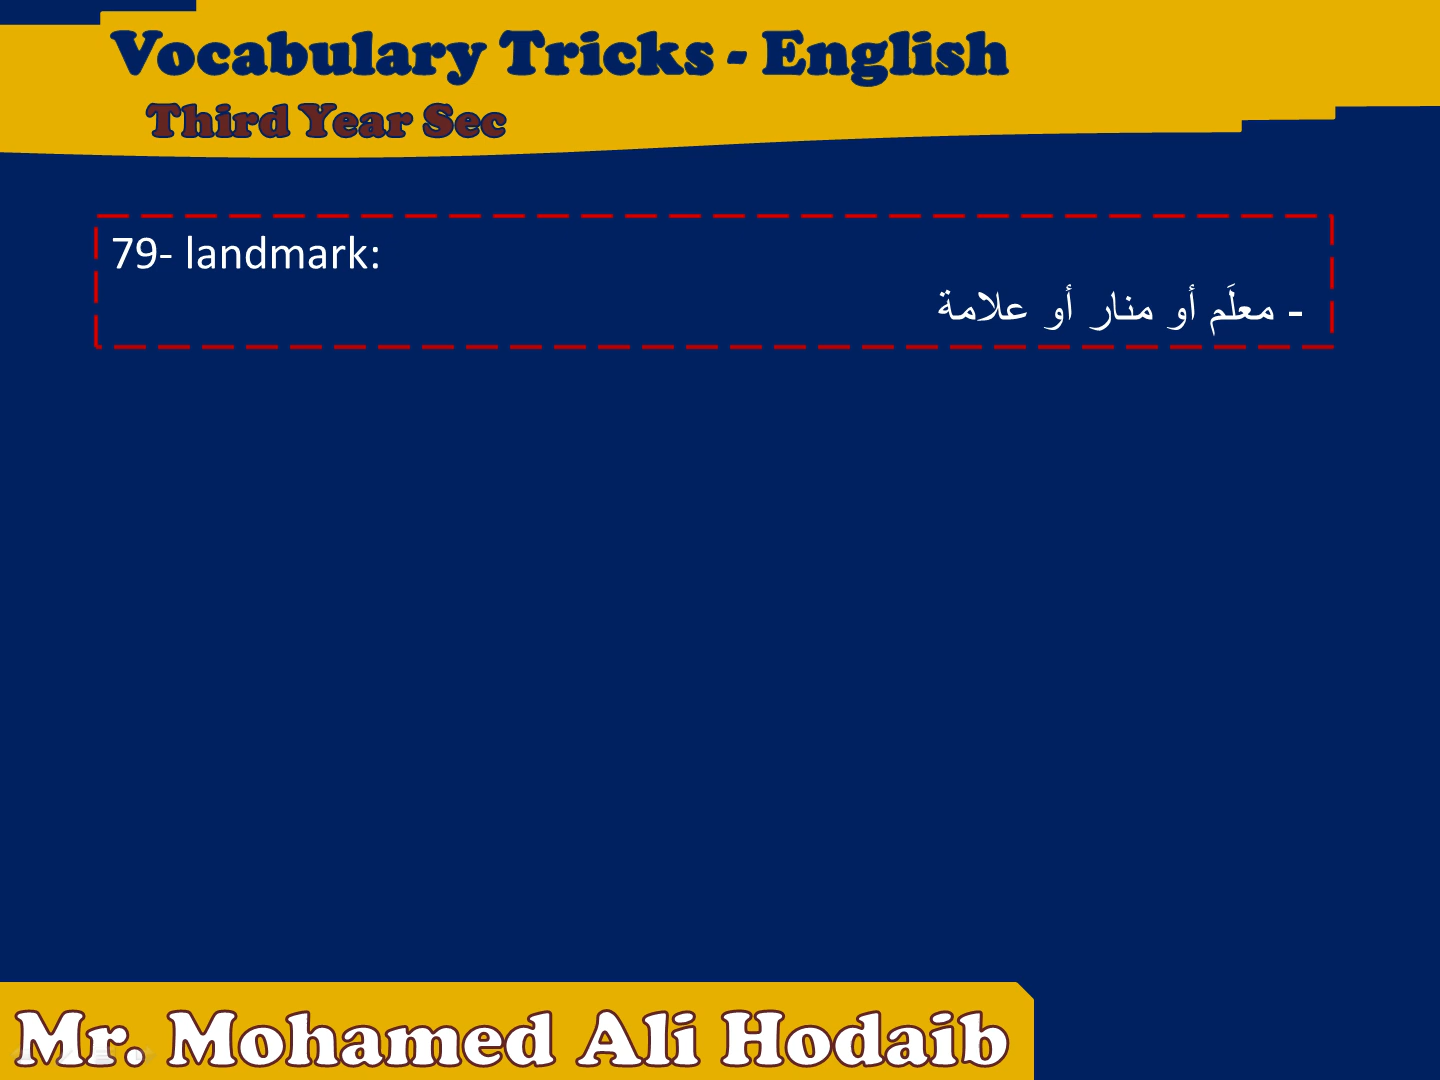 Vocabulary Tricks - English
Third Year Sec
79- landmark:
- معلَم أو منار أو علامة
Mr. Mohamed Ali Hodaib